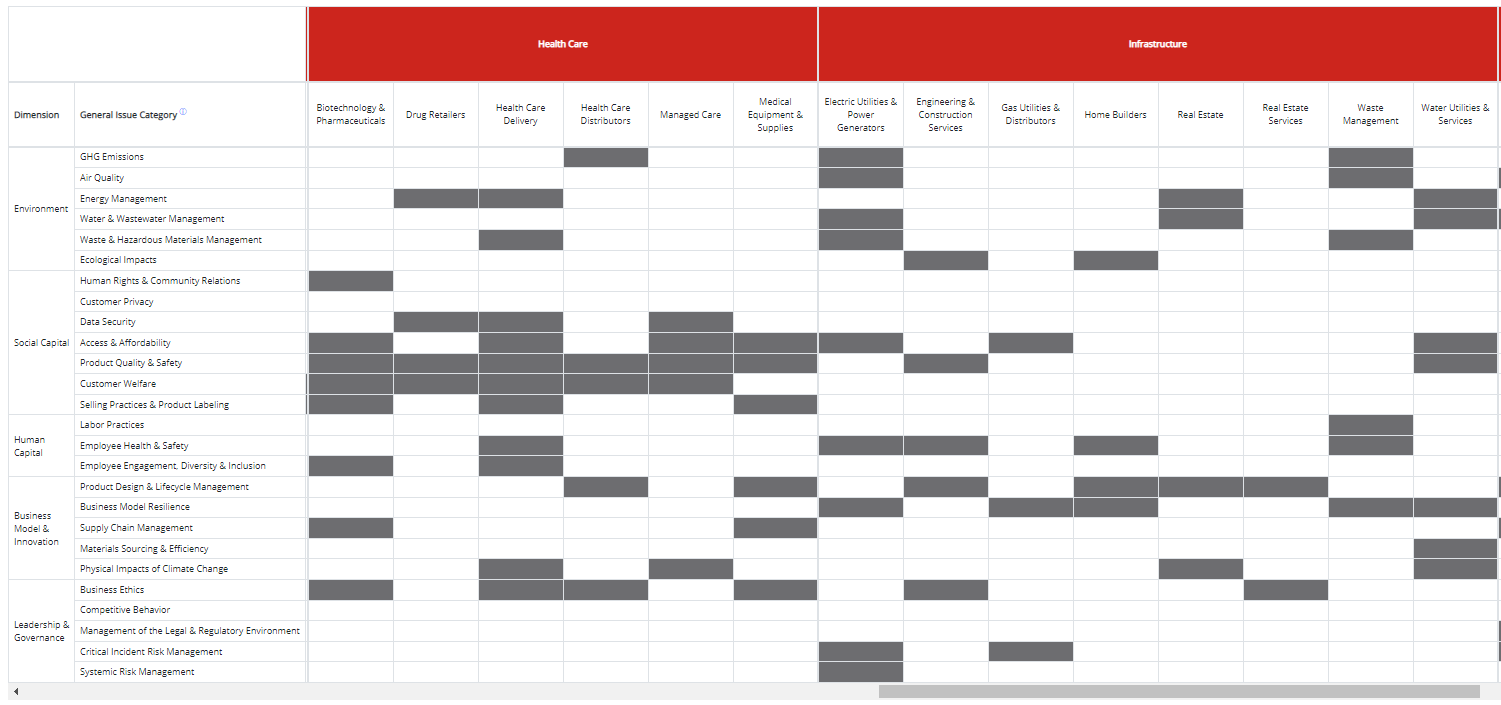 Health Care
Infrastructure
Dimension
General Issue Category
Biotechnology &
Pharmaceuticals
Drug Retailers
Health Care
Delivery
Health Care
Distributors
Managed Care
Medical
Equipment &
Supplies
Electric Utilities &
Power
Generators
Engineering &
Construction
Services
Gas Utilities &
Distributors
Home Builders
Real Estate
Real Estate
Services
Waste
Management
Water Utilities &
Services
Environment
GHG Emissions
Air Quality
Energy Management
Water & Wastewater Management
Waste & Hazardous Materials Management
Ecological Impacts
Social Capital
Human Rights & Community Relations
Customer Privacy
Data Security
Access & Affordability
Product Quality & Safety
Customer Welfare
Selling Practices & Product Labeling
Human
Capital
Labor Practices
Employee Health & Safety
Employee Engagement, Diversity & Inclusion
Business
Model &
Innovation
Product Design & Lifecycle Management
Business Model Resilience
Supply Chain Management
Materials Sourcing & Efficiency
Physical Impacts of Climate Change
Leadership &
Governance
Business Ethics
Competitive Behavior
Management of the Legal & Regulatory Environment
Critical Incident Risk Management
Systemic Risk Management